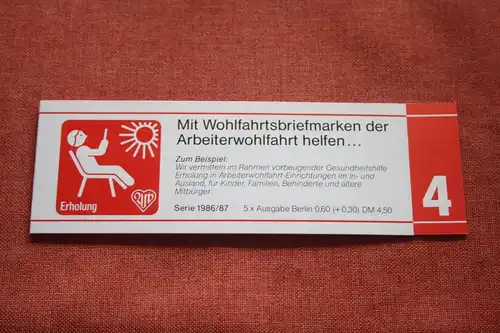 Mit Wohlfahrtsbriefmarken der
Arbeiterwohlfahrt helfen...
Zum Beispiel:
Wir vermitteln im Rahmen vorbeugender Gesundheitshilfe
Erholung in Arbeiterwohlfahrt-Einrichtungen im In- und
Ausland, für Kinder, Familien, Behinderte und ältere
Mitbürger.
Serie 1986/87 5 x Ausgabe Berlin 0,60 (+ 0,30) DM 4,50
Erholung
AW
4